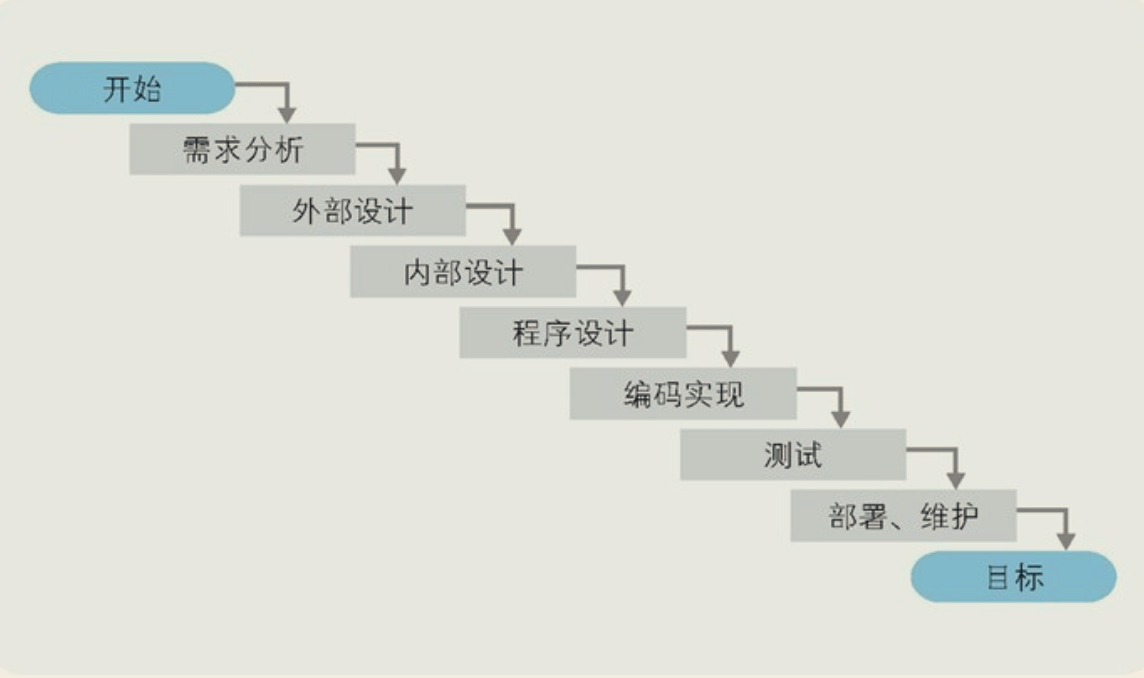 开始
需求分析
外部设计
内部设计
程序设计
编码实现
测试
部署、维护
目标